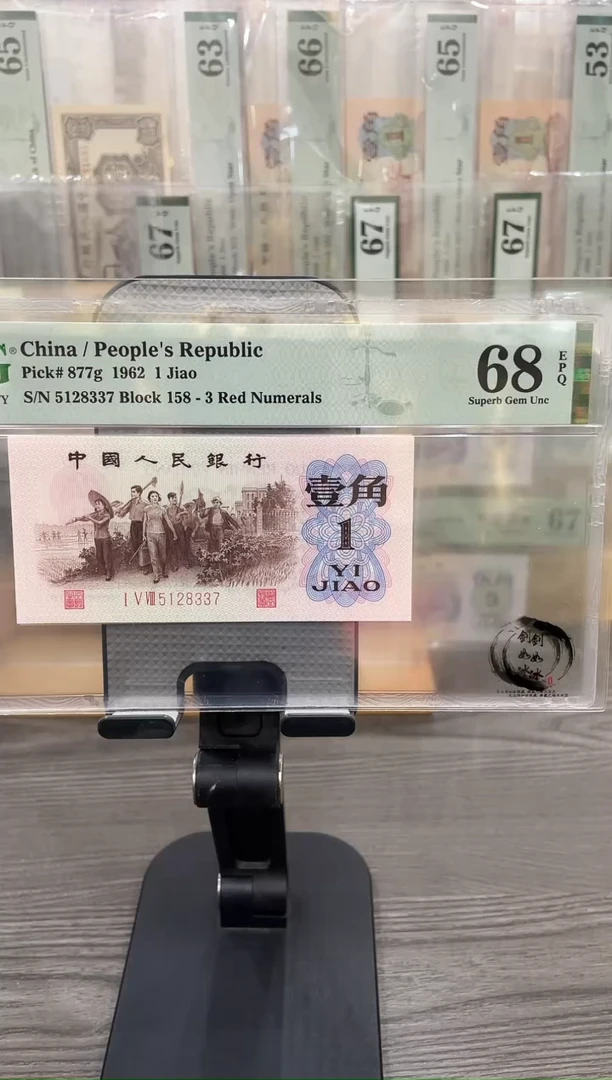 65
63
66
65
53
67
67
67
China / People's Republic
Pick# 877g 1962 1 Jiao
S/N 5128337 Block 158 - 3 Red Numerals
68
EPQ
Superb Gem Unc
中國人民銀行
壹角
1
YI
JIAO
I V VIII 5128337
67